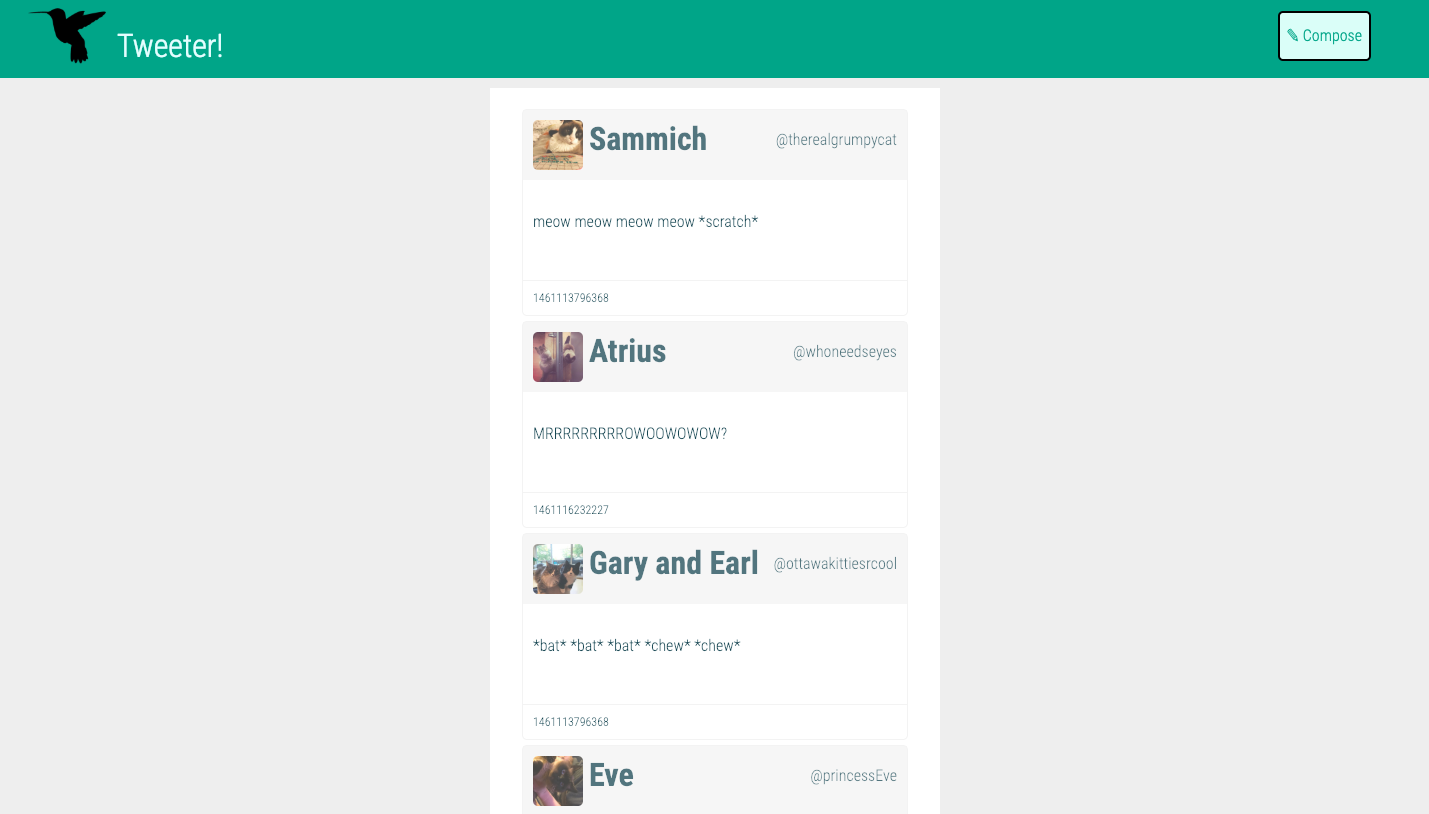 Tweeter!
✎ Compose
Sammich @therealgrumpycat
meow meow meow meow *scratch*
1461113796368
Atrius @whoneedseyes
MRRRRRRRRROWOOWOWOW?
1461116232227
Gary and Earl @ottawakittiesrcool
*bat* *bat* *bat* *chew* *chew*
1461113796368
Eve @princessEve